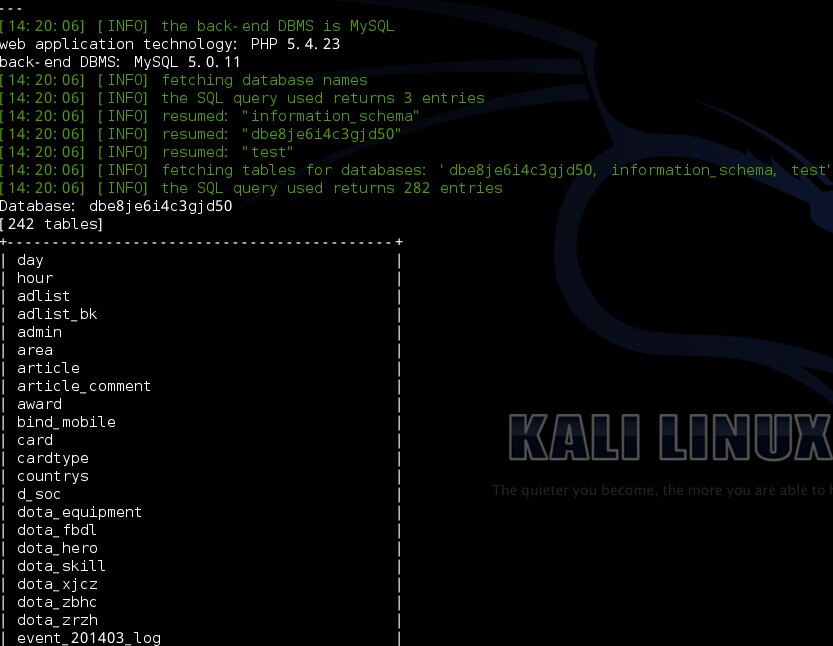 ---
[14:20:06] [INFO] the back-end DBMS is MySQL
web application technology: PHP 5.4.23
back-end DBMS: MySQL 5.0.11
[14:20:06] [INFO] fetching database names
[14:20:06] [INFO] the SQL query used returns 3 entries
[14:20:06] [INFO] resumed: "information_schema"
[14:20:06] [INFO] resumed: "dbe8je6i4c3gjd50"
[14:20:06] [INFO] resumed: "test"
[14:20:06] [INFO] fetching tables for databases: 'dbe8je6i4c3gjd50, information_schema, test'
[14:20:06] [INFO] the SQL query used returns 282 entries
Database: dbe8je6i4c3gjd50
[242 tables]
+-------------------------------------------+
| day |
| hour |
| adlist |
| adlist_bk |
| admin |
| area |
| article |
| article_comment |
| award |
| bind_mobile |
| card |
| cardtype |
| countrys |
| d_soc |
| dota_equipment |
| dota_fbdl |
| dota_hero |
| dota_skill |
| dota_xjcz |
| dota_zbhc |
| dota_zrzh |
| event_201403_log |
KALI LINUX
The quieter you become, the more you are able to